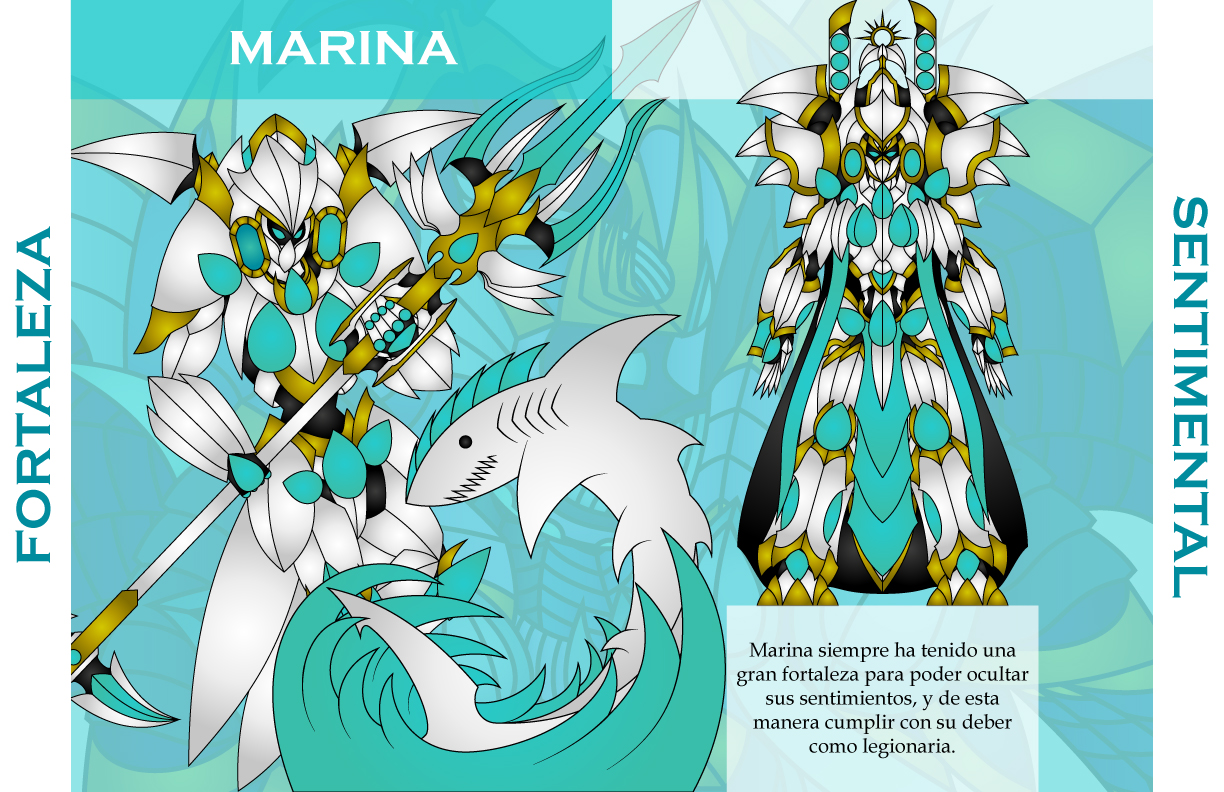 MARINA
FORTALEZA
SENTIMENTAL
Marina siempre ha tenido una
gran fortaleza para poder ocultar
sus sentimientos, y de esta
manera cumplir con su deber
como legionaria.